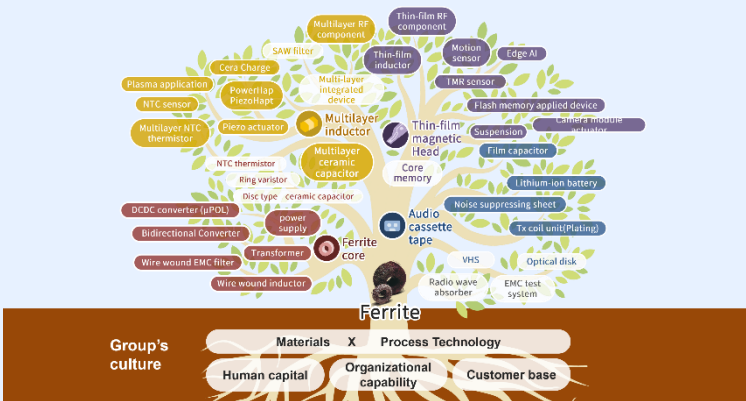 Multilayer RF
component
Thin-film RF
component
SAW filter
Thin-film
inductor
Motion
sensor
Edge AI
Cera Charge
Multi-layer
integrated
device
TMR sensor
Plasma application
PowerHap
PiezoHapt
NTC sensor
Flash memory applied device
Multilayer NTC
thermistor
Piezo actuator
Multilayer
inductor
Thin-film
magnetic
Head
Suspension
Camera module
actuator
Film capacitor
NTC thermistor
Multilayer
ceramic
capacitor
Core
memory
Ring varistor
Lithium-ion battery
Disc type ceramic capacitor
Noise suppressing sheet
DCDC converter (μPOL)
power
supply
Audio
cassette
tape
Tx coil unit(Plating)
Bidirectional Converter
Transformer
Ferrite
core
Wire wound EMC filter
VHS
Optical disk
Wire wound inductor
Radio wave
absorber
EMC test
system
Ferrite
Group's
culture
Materials X Process Technology
Human capital
Organizational
capability
Customer base